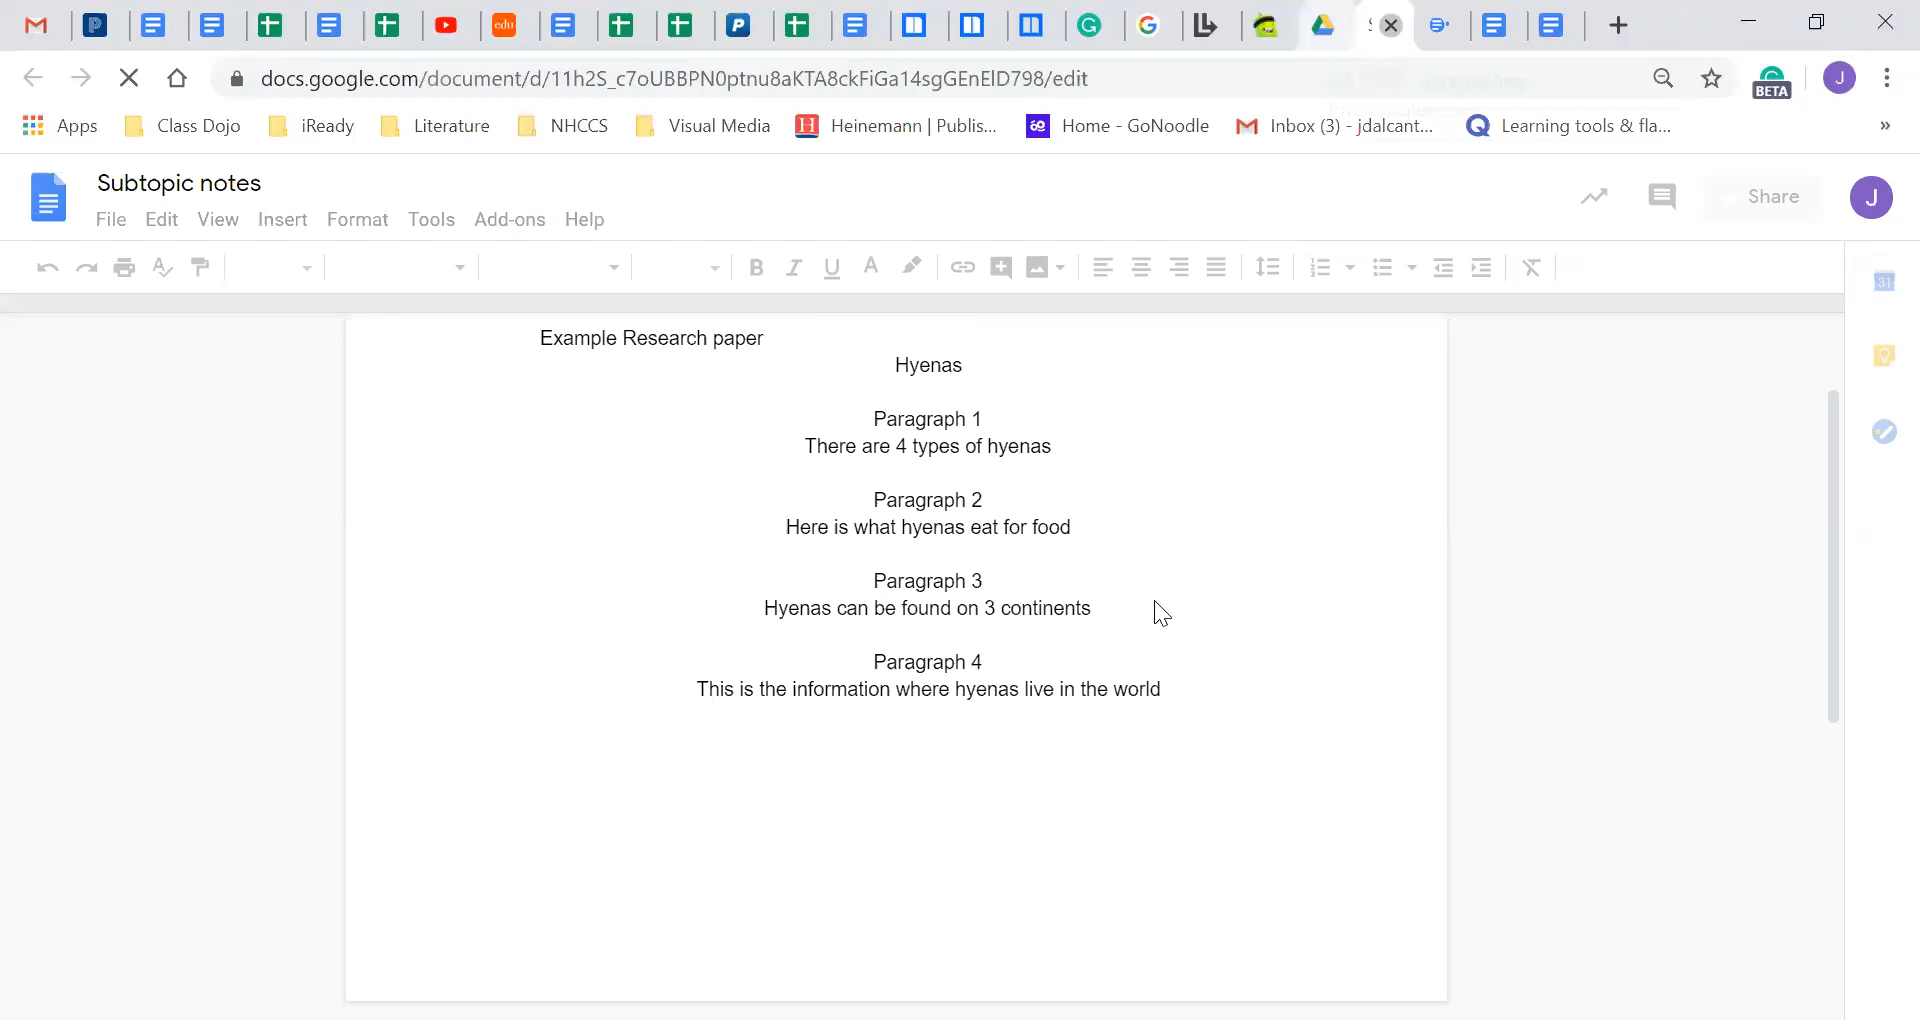 edu
docs.google.com/document/d/11h2S_c7oUBBPN0ptnu8aKTA8ckFiGa14sgGEnElD798/edit
J
BETA
Apps Class Dojo iReady Literature NHCCS Visual Media Heinemann | Publis... Home - GoNoodle Inbox (3) - jdalcant... Learning tools & fla... »
Subtopic notes
Share
J
File Edit View Insert Format Tools Add-ons Help
31
Example Research paper
Hyenas
Paragraph 1
There are 4 types of hyenas
Paragraph 2
Here is what hyenas eat for food
Paragraph 3
Hyenas can be found on 3 continents
Paragraph 4
This is the information where hyenas live in the world